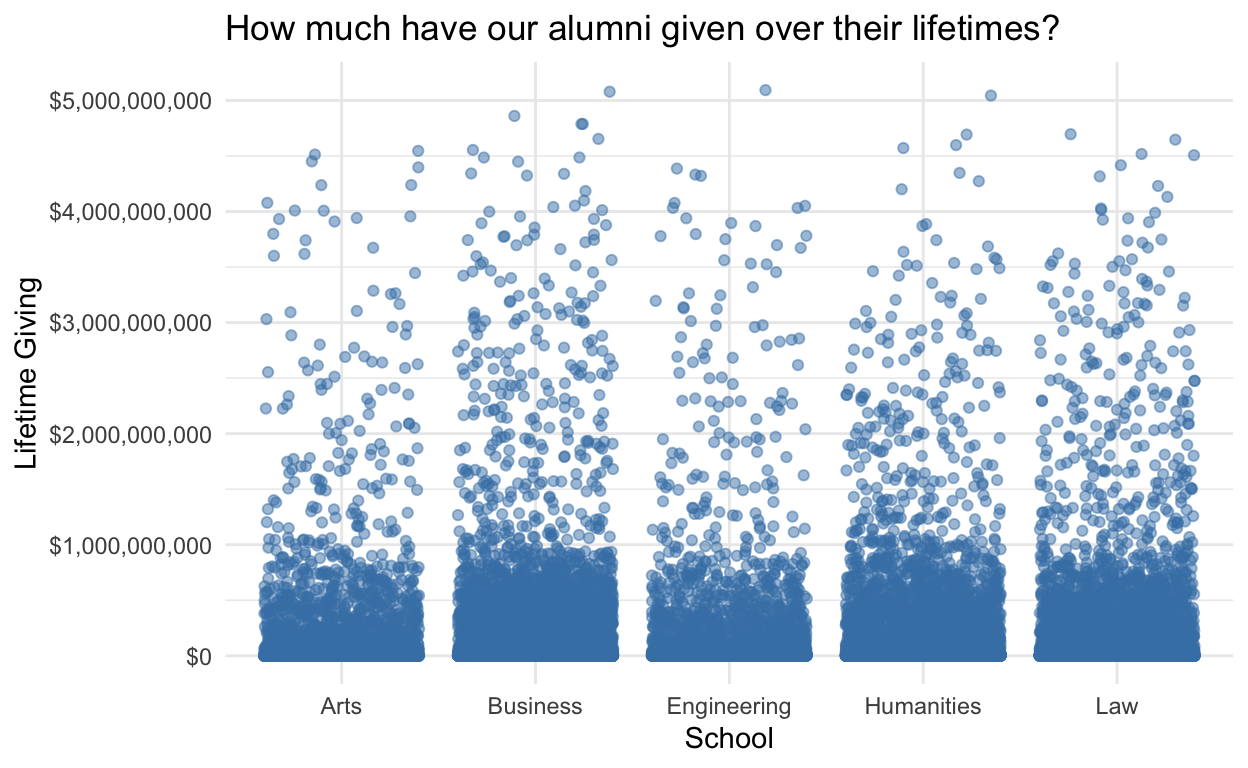 How much have our alumni given over their lifetimes?
Lifetime Giving
$5,000,000,000
$4,000,000,000
$3,000,000,000
$2,000,000,000
$1,000,000,000
$0
Arts Business Engineering Humanities Law
School